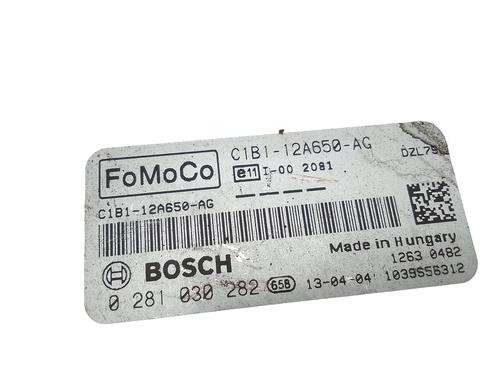 FoMoCo
C1B1-12A650-AG
e11 I-00 2081
C1B1-12A650-AG
Made in Hungary
1263 0482
BOSCH
0 281 030 282 658 13-04-04 1039S56312